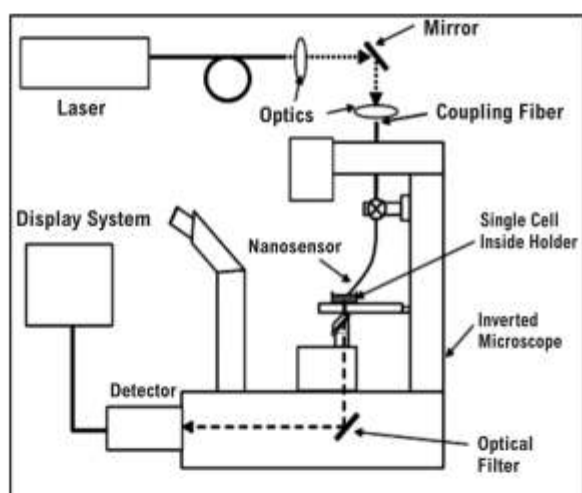 Mirror
Laser
Optics
Coupling Fiber
Display System
Nanosensor
Single Cell
Inside Holder
Inverted
Microscope
Detector
Optical
Filter